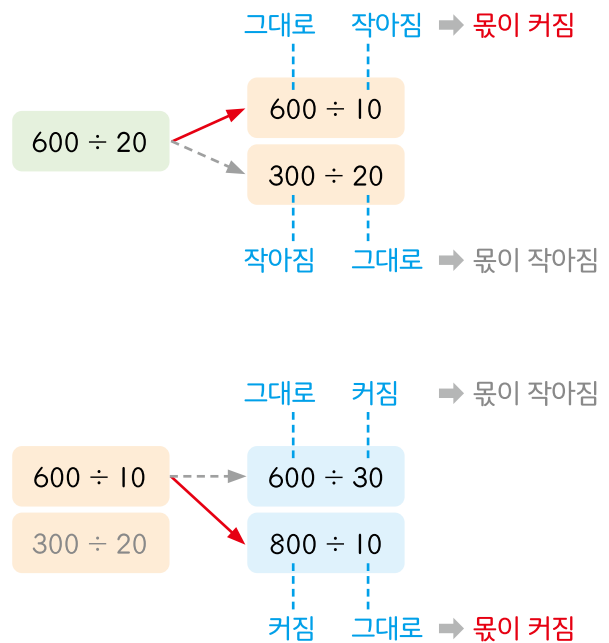 그대로 작아짐 몫이 커짐
600 ÷ 10
600 ÷ 20
300 ÷ 20
작아짐 그대로 몫이 작아짐
그대로 커짐 몫이 작아짐
600 ÷ 10 600 ÷ 30
300 ÷ 20 800 ÷ 10
커짐 그대로 몫이 커짐